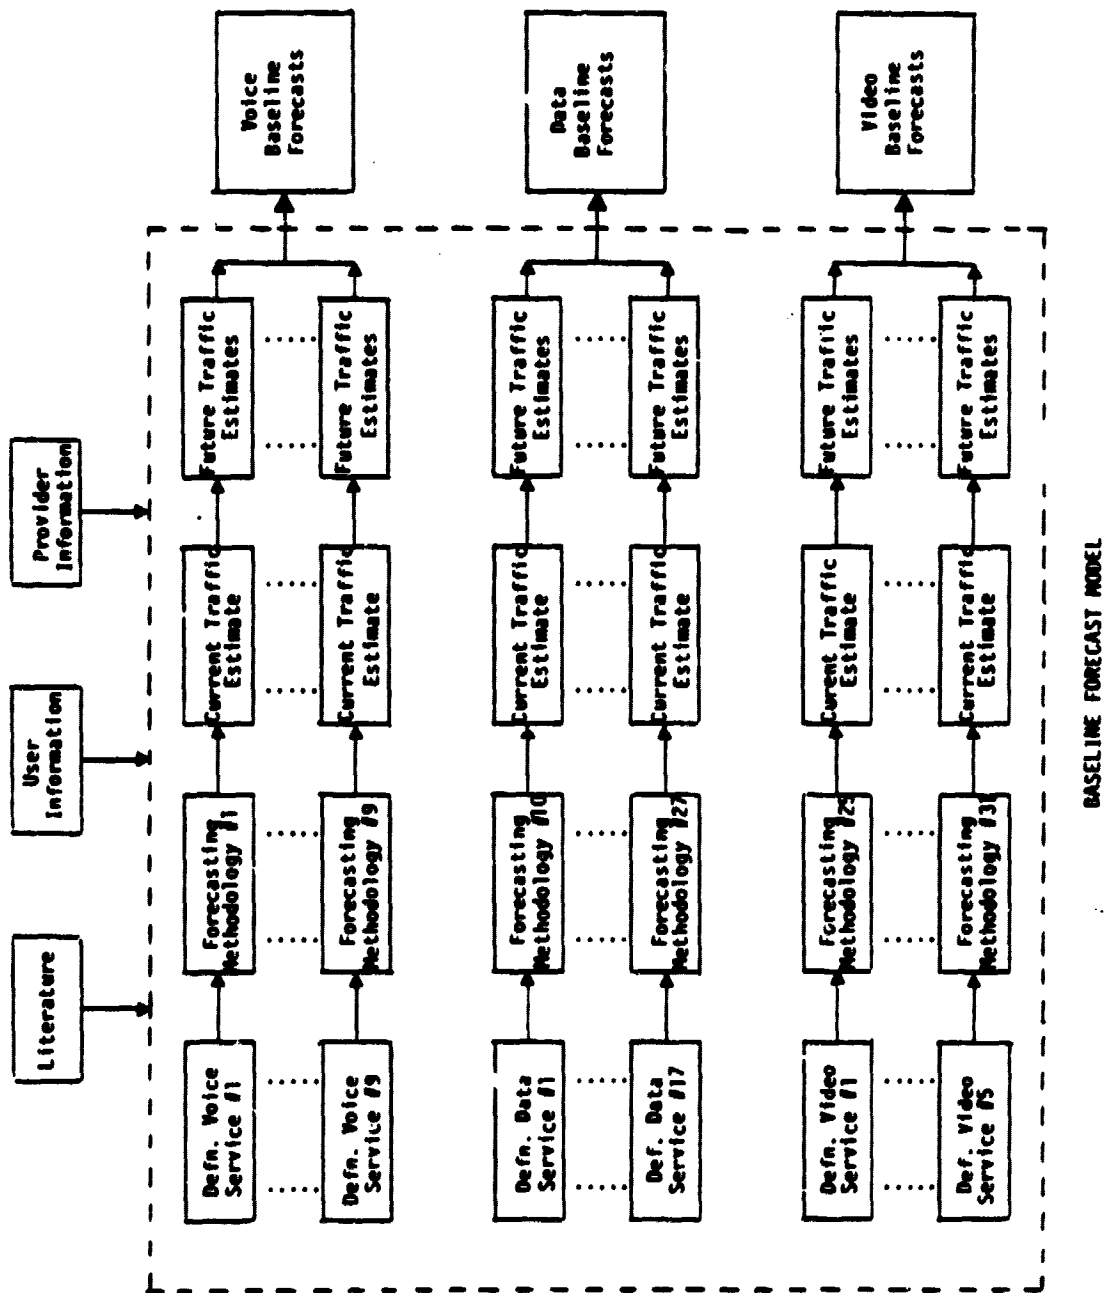 Literature
User
Information
Provider
Information
Defn. Voice
Service #1
Forecasting
Methodology #1
Current Traffic
Estimate
Future Traffic
Estimates
Voice
Baseline
Forecasts
Defn. Voice
Service #9
Forecasting
Methodology #9
Current Traffic
Estimate
Future Traffic
Estimates
Defn. Data
Service #1
Forecasting
Methodology #10
Current Traffic
Estimate
Future Traffic
Estimates
Data
Baseline
Forecasts
Def. Data
Service #17
Forecasting
Methodology #27
Current Traffic
Estimate
Future Traffic
Estimates
Defn. Video
Service #1
Forecasting
Methodology
Current Traffic
Estimate
Future Traffic
Estimates
Video
Baseline
Forecasts
Def. Video
Service #5
Forecasting
Methodology #31
Current Traffic
Estimate
Future Traffic
Estimates
BASELINE FORECAST MODEL